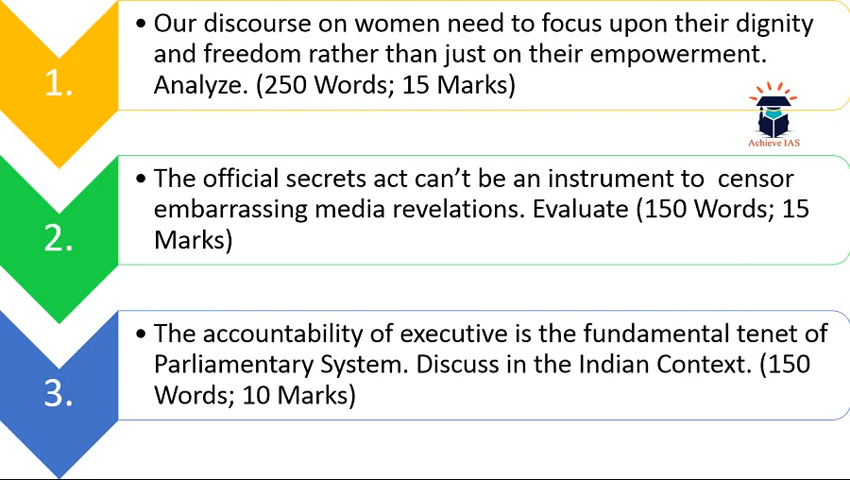 1.
• Our discourse on women need to focus upon their dignity
and freedom rather than just on their empowerment.
Analyze. (250 Words; 15 Marks)
Achieve IAS
2.
• The official secrets act can’t be an instrument to censor
embarrassing media revelations. Evaluate (150 Words; 15
Marks)
3.
• The accountability of executive is the fundamental tenet of
Parliamentary System. Discuss in the Indian Context. (150
Words; 10 Marks)